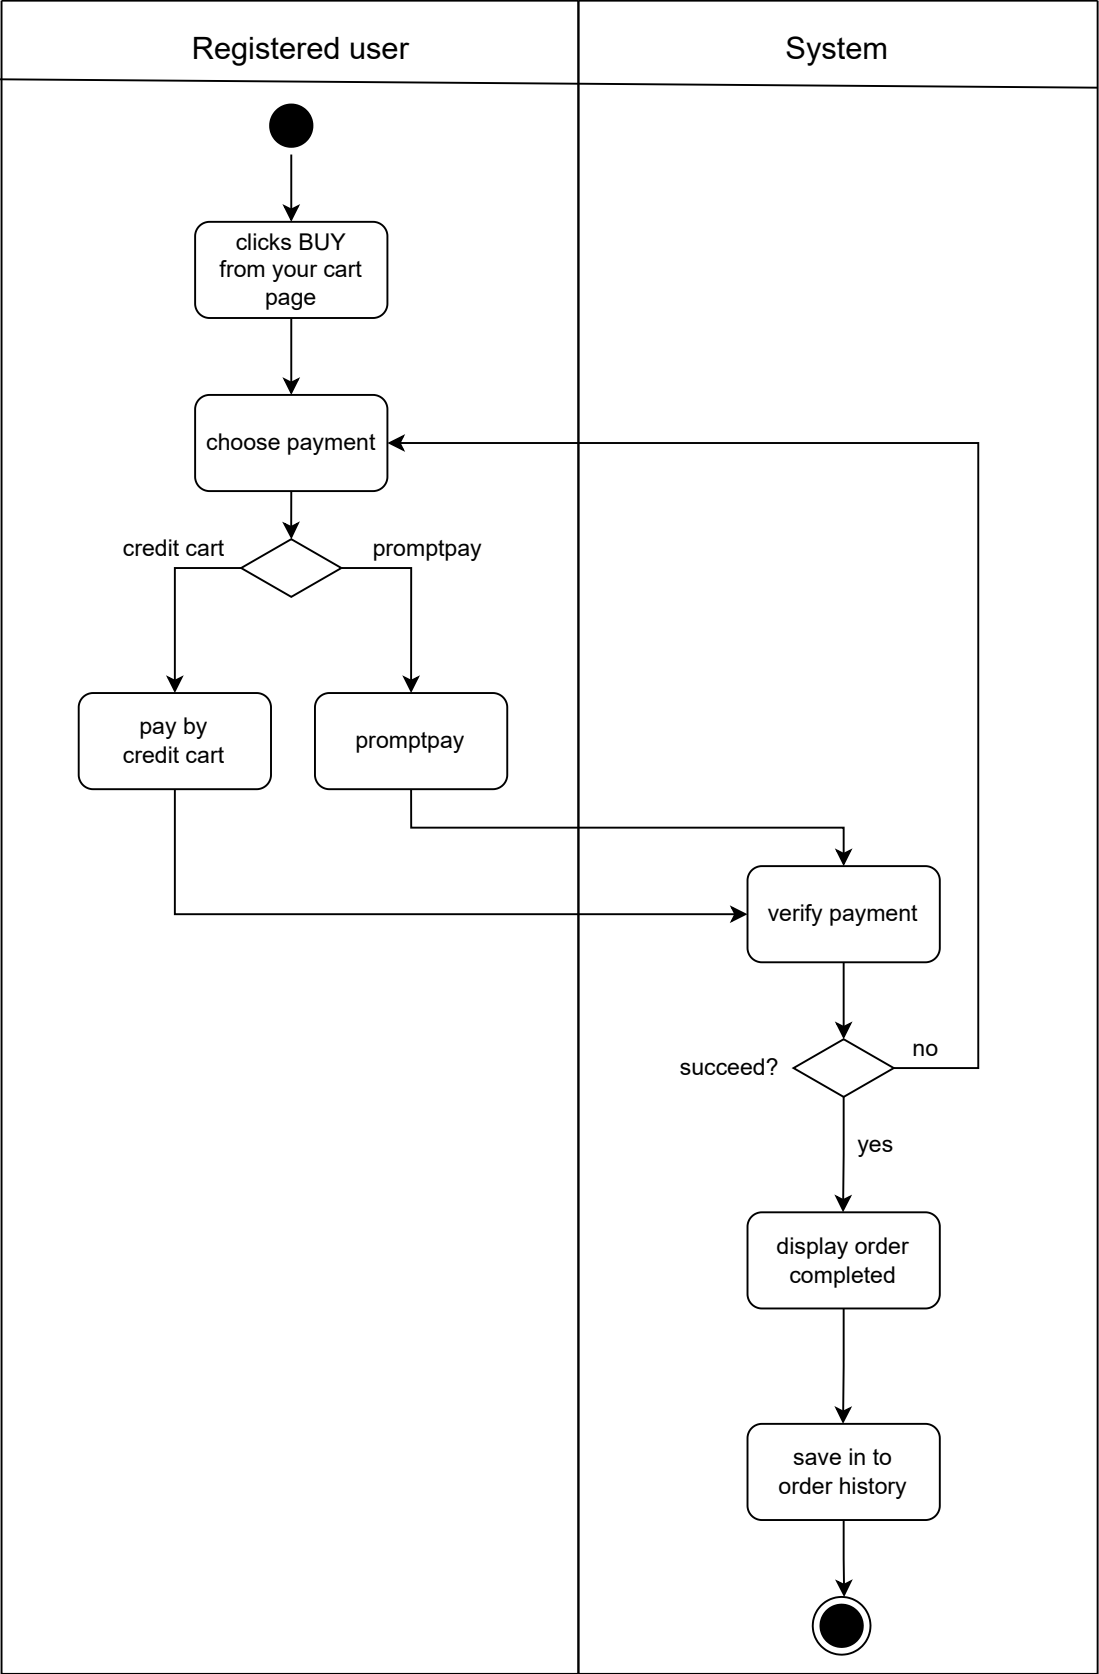 Registered user
System
clicks BUY
from your cart
page
choose payment
credit cart
promptpay
pay by
credit cart
promptpay
verify payment
succeed?
no
yes
display order
completed
save in to
order history